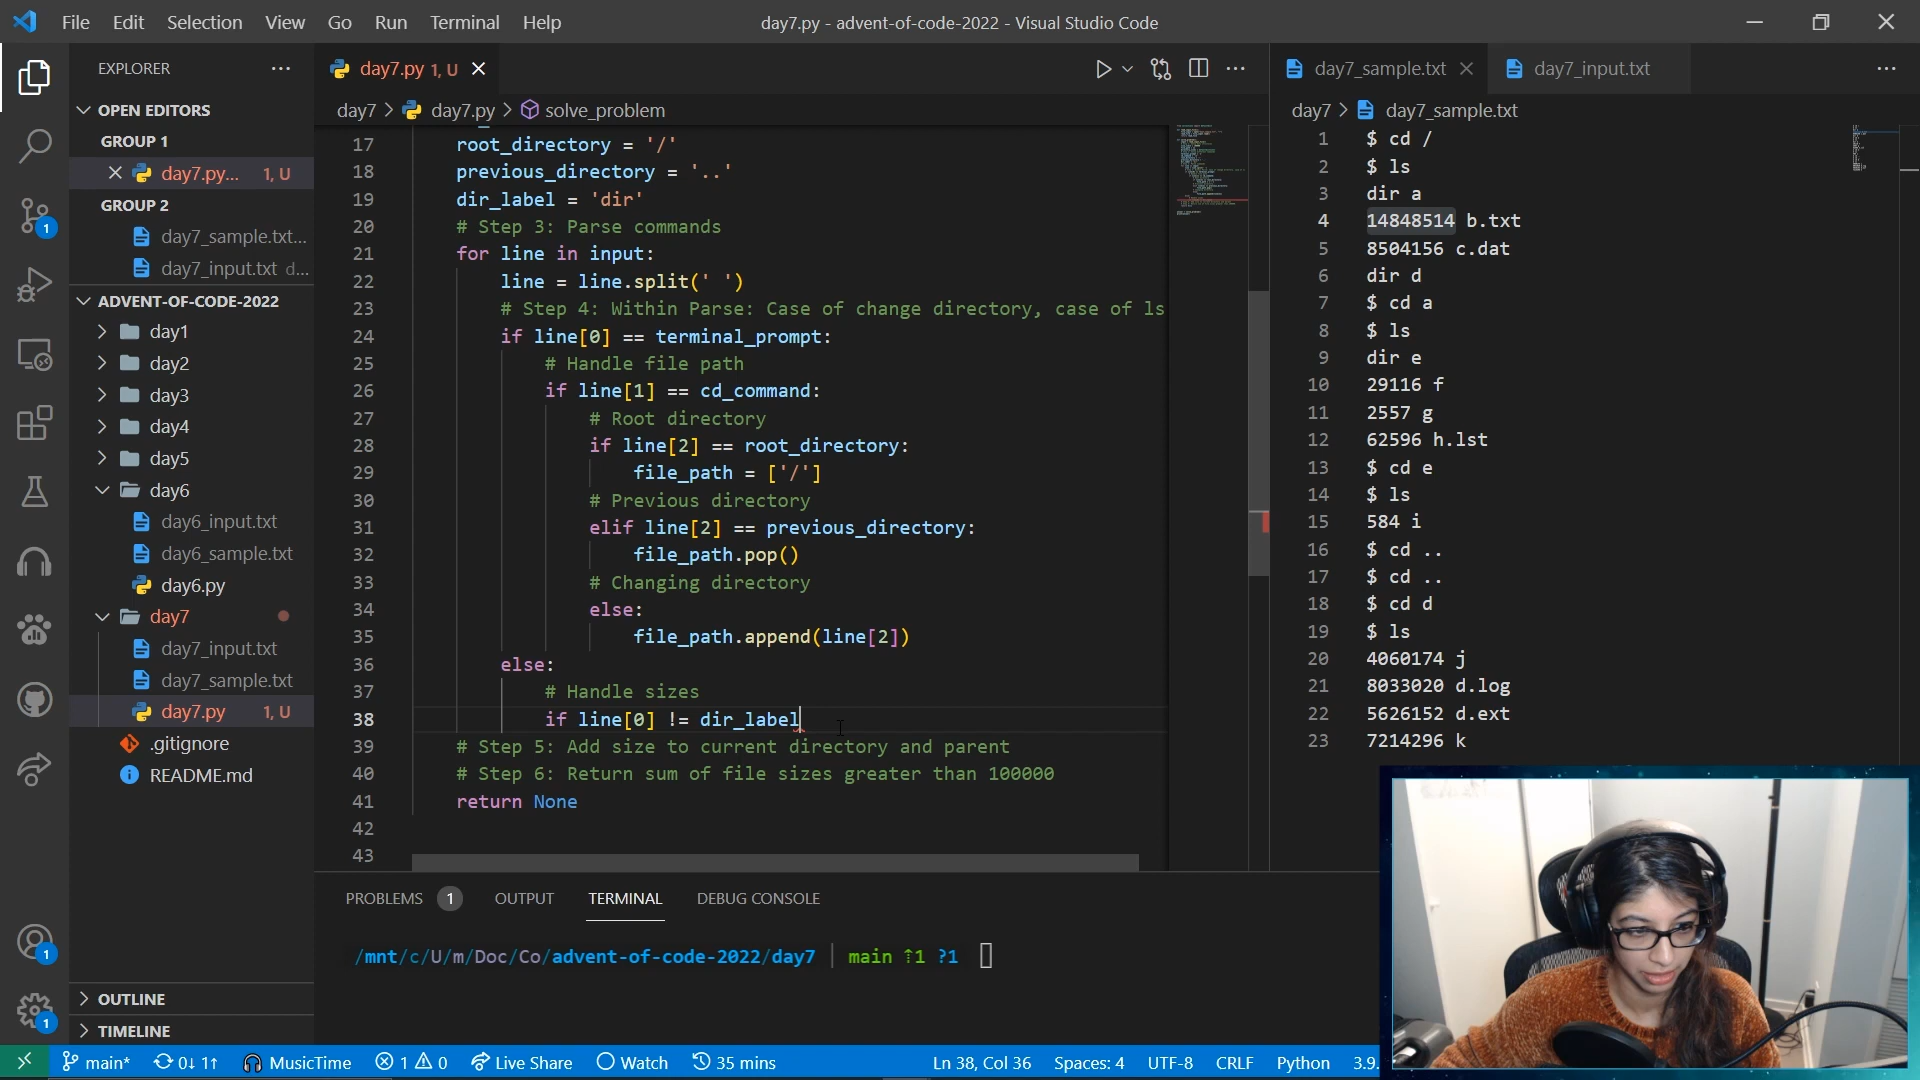 File Edit Selection View Go Run Terminal Help
day7.py - advent-of-code-2022 - Visual Studio Code
EXPLORER
OPEN EDITORS
GROUP 1
day7.py... 1, U
GROUP 2
day7_sample.txt...
day7_input.txt d...
ADVENT-OF-CODE-2022
day1
day2
day3
day4
day5
day6
day6_input.txt
day6_sample.txt
day6.py
day7
day7_input.txt
day7_sample.txt
day7.py 1, U
.gitignore
README.md
OUTLINE
TIMELINE
1
1
1
day7.py 1, U
day7 > day7.py > solve_problem
17 root_directory = '/'
18 previous_directory = '..'
19 dir_label = 'dir'
20 # Step 3: Parse commands
21 for line in input:
22 line = line.split(' ')
23 # Step 4: Within Parse: Case of change directory, case of ls
24 if line[0] == terminal_prompt:
25 # Handle file path
26 if line[1] == cd_command:
27 # Root directory
28 if line[2] == root_directory:
29 file_path = ['/']
30 # Previous directory
31 elif line[2] == previous_directory:
32 file_path.pop()
33 # Changing directory
34 else:
35 file_path.append(line[2])
36 else:
37 # Handle sizes
38 if line[0] != dir_label
39 # Step 5: Add size to current directory and parent
40 # Step 6: Return sum of file sizes greater than 100000
41 return None
42
43
day7_sample.txt day7_input.txt
day7 > day7_sample.txt
1 $ cd /
2 $ ls
3 dir a
4 14848514 b.txt
5 8504156 c.dat
6 dir d
7 $ cd a
8 $ ls
9 dir e
10 29116 f
11 2557 g
12 62596 h.lst
13 $ cd e
14 $ ls
15 584 i
16 $ cd ..
17 $ cd ..
18 $ cd d
19 $ ls
20 4060174 j
21 8033020 d.log
22 5626152 d.ext
23 7214296 k
PROBLEMS 1 OUTPUT TERMINAL DEBUG CONSOLE
/mnt/c/U/m/Doc/Co/advent-of-code-2022/day7 main ⇡1 ?1
main* 0↓ 1↑ MusicTime 1 0 Live Share Watch 35 mins Ln 38, Col 36 Spaces: 4 UTF-8 CRLF Python 3.9.